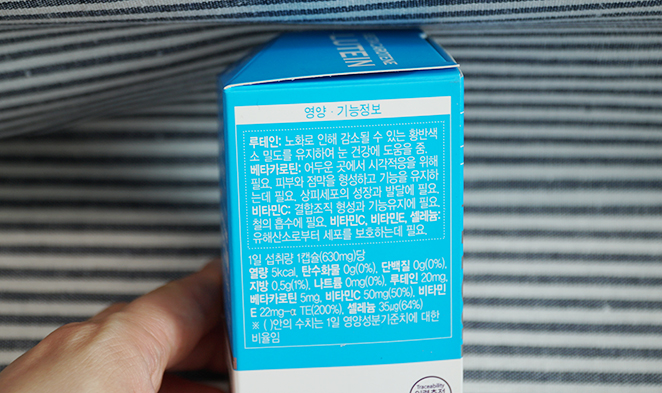 LUTEIN
영양 · 기능정보
루테인: 노화로 인해 감소될 수 있는 황반색
소 밀도를 유지하여 눈 건강에 도움을 줌.
베타카로틴: 어두운 곳에서 시각적응을 위해
필요. 피부와 점막을 형성하고 기능을 유지하
는데 필요. 상피세포의 성장과 발달에 필요.
비타민C: 결합조직 형성과 기능유지에 필요.
철의 흡수에 필요. 비타민C, 비타민E, 셀레늄:
유해산소로부터 세포를 보호하는데 필요.
1일 섭취량 1캡슐(630mg)당
열량 5kcal, 탄수화물 0g(0%), 단백질 0g(0%),
지방 0.5g(1%), 나트륨 0mg(0%), 루테인 20mg,
베타카로틴 5mg, 비타민C 50mg(50%), 비타민
E 22mg-α TE(200%), 셀레늄 35㎍(64%)
※ ( )안의 수치는 1일 영양성분기준치에 대한
비율임
Traceability